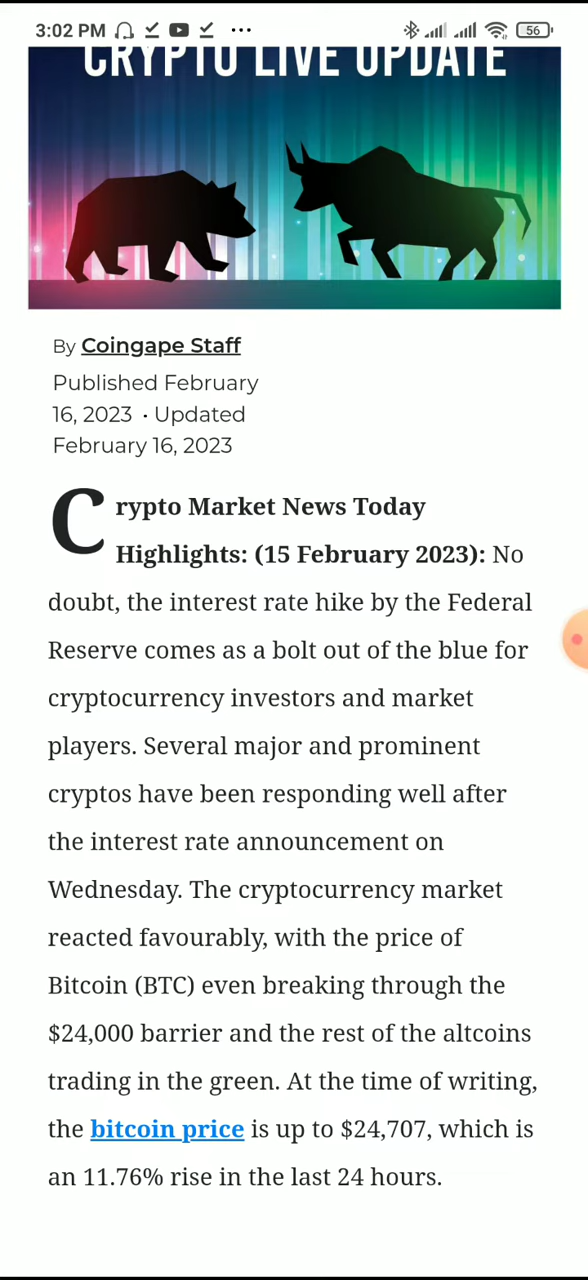 3:02 PM
56
CRYPTO LIVE UPDATE
By Coingape Staff
Published February
16, 2023 · Updated
February 16, 2023
Crypto Market News Today
Highlights: (15 February 2023): No
doubt, the interest rate hike by the Federal
Reserve comes as a bolt out of the blue for
cryptocurrency investors and market
players. Several major and prominent
cryptos have been responding well after
the interest rate announcement on
Wednesday. The cryptocurrency market
reacted favourably, with the price of
Bitcoin (BTC) even breaking through the
$24,000 barrier and the rest of the altcoins
trading in the green. At the time of writing,
the bitcoin price is up to $24,707, which is
an 11.76% rise in the last 24 hours.